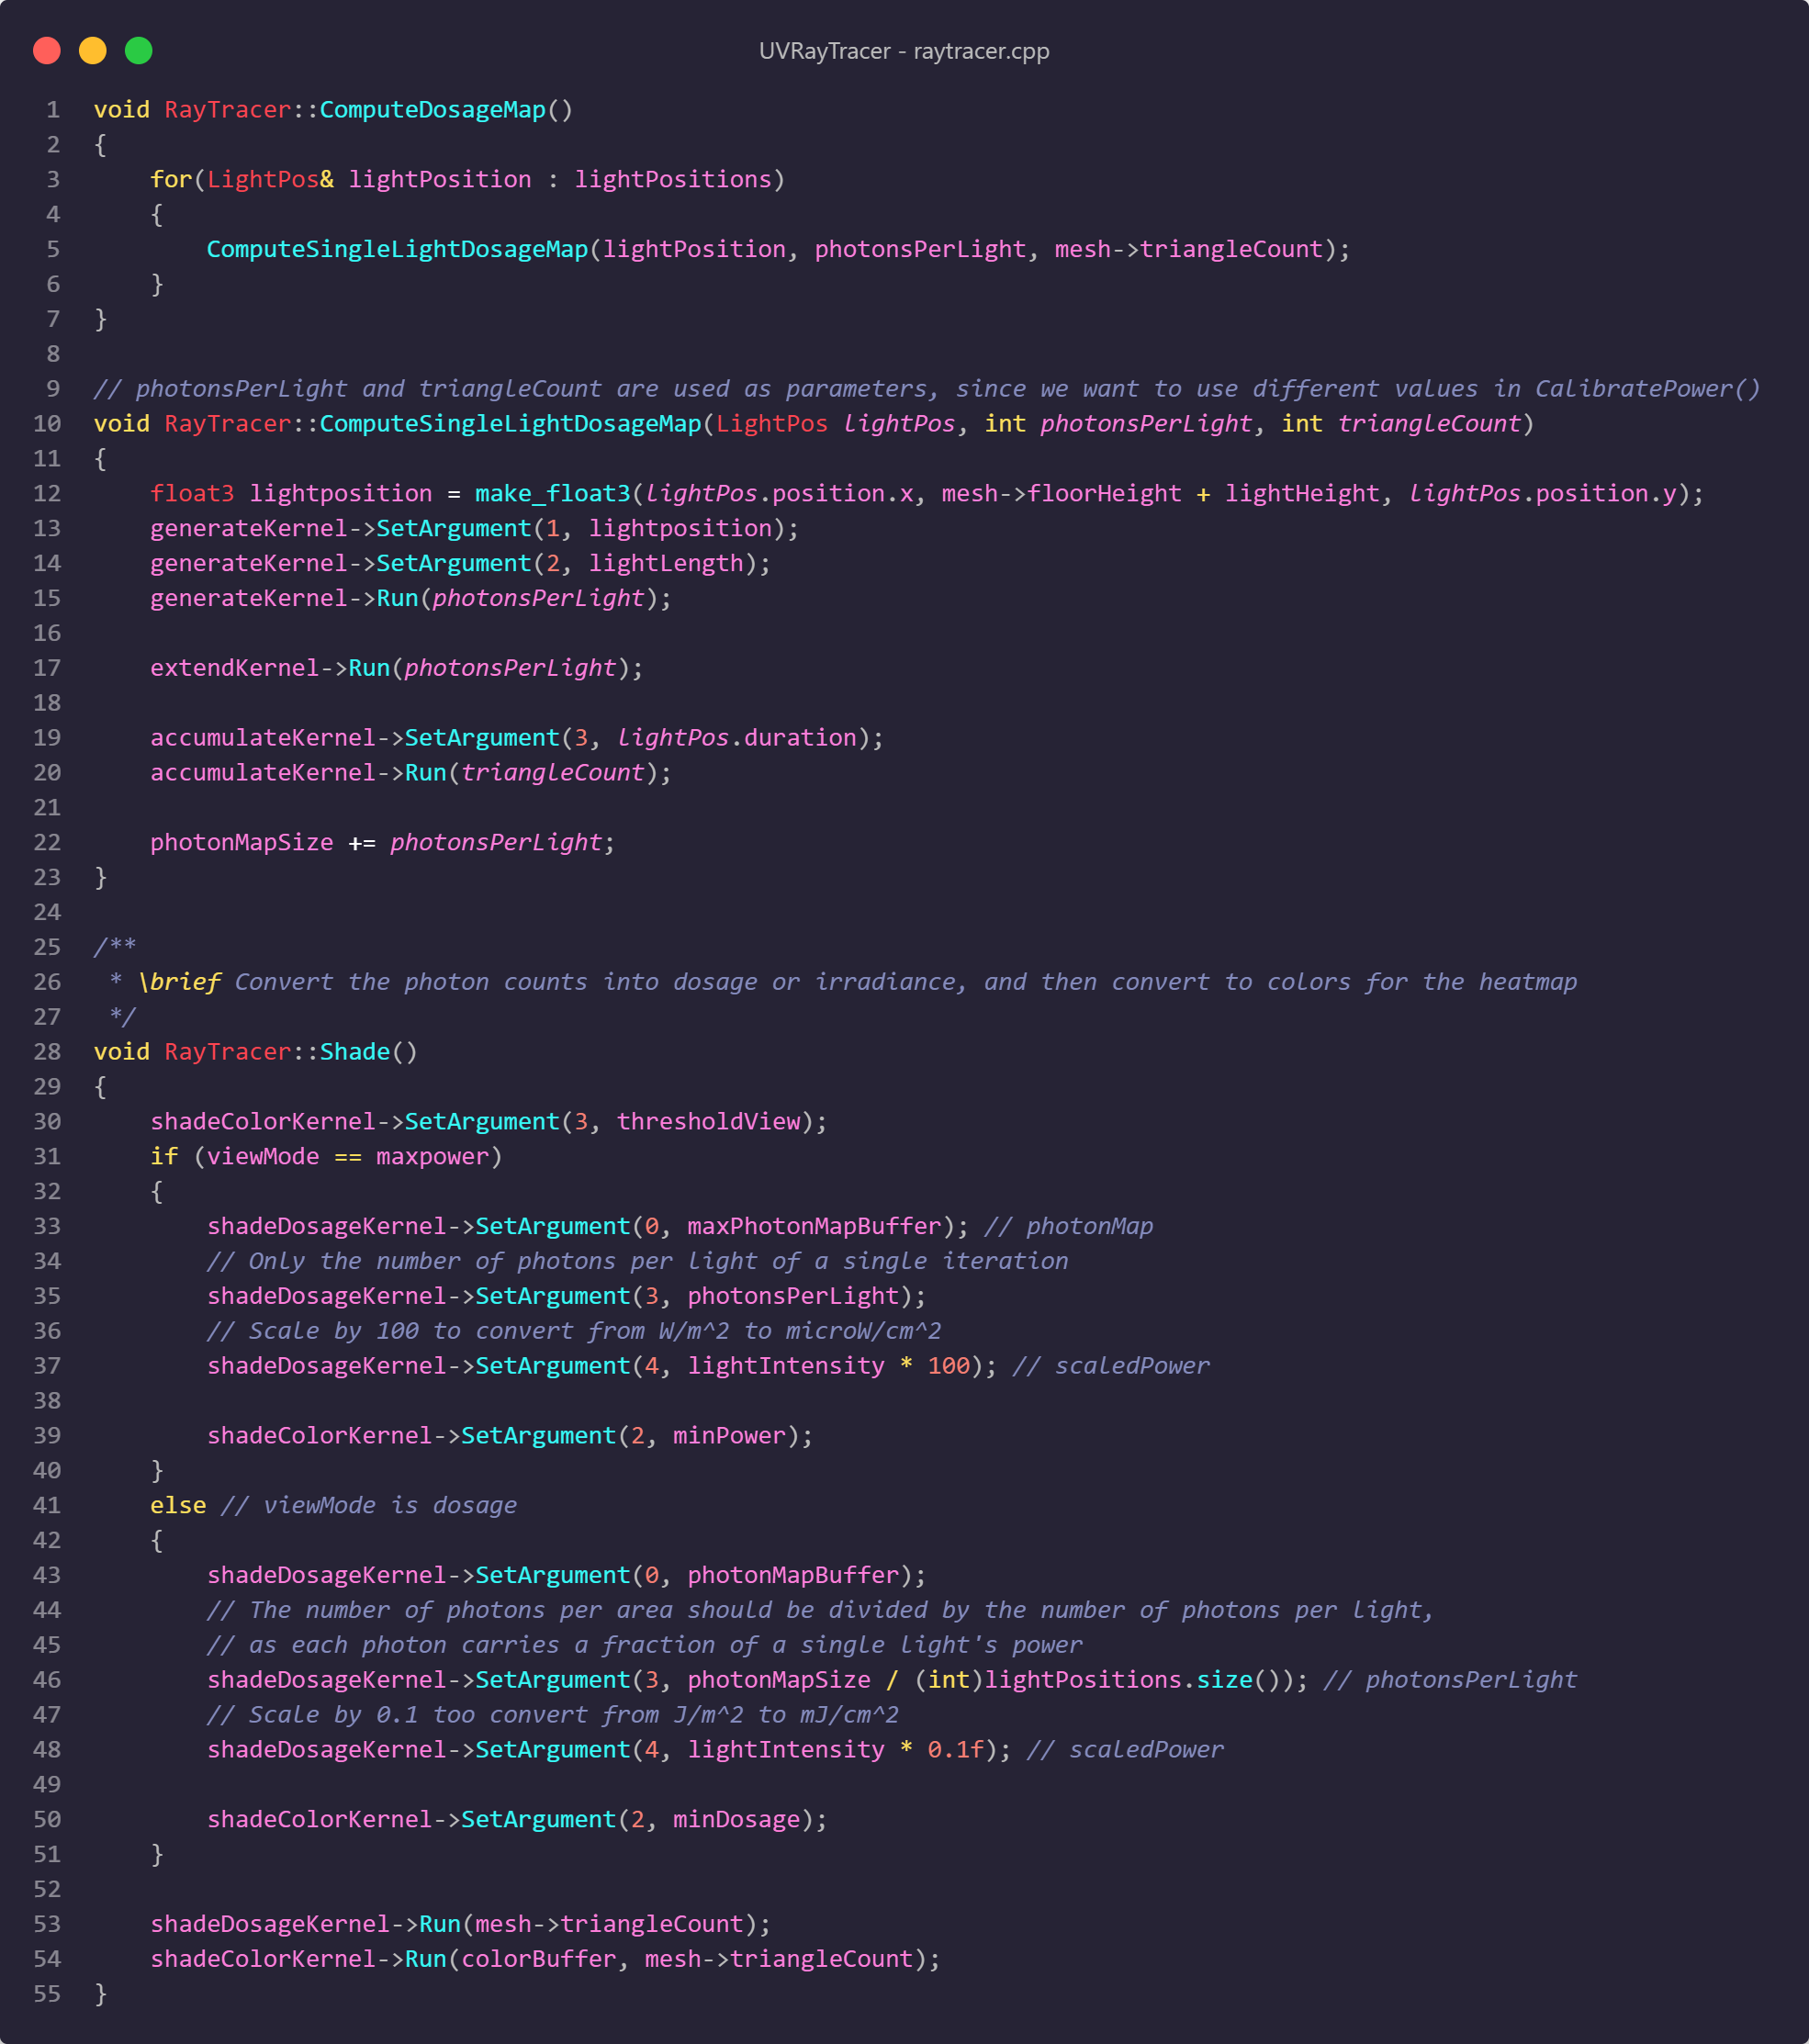 UVRayTracer - raytracer.cpp
1 void RayTracer::ComputeDosageMap()
2 {
3     for(LightPos& lightPosition : lightPositions)
4     {
5         ComputeSingleLightDosageMap(lightPosition, photonsPerLight, mesh->triangleCount);
6     }
7 }
8
9 // photonsPerLight and triangleCount are used as parameters, since we want to use different values in CalibratePower()
10 void RayTracer::ComputeSingleLightDosageMap(LightPos lightPos, int photonsPerLight, int triangleCount)
11 {
12     float3 lightposition = make_float3(lightPos.position.x, mesh->floorHeight + lightHeight, lightPos.position.y);
13     generateKernel->SetArgument(1, lightposition);
14     generateKernel->SetArgument(2, lightLength);
15     generateKernel->Run(photonsPerLight);
16
17     extendKernel->Run(photonsPerLight);
18
19     accumulateKernel->SetArgument(3, lightPos.duration);
20     accumulateKernel->Run(triangleCount);
21
22     photonMapSize += photonsPerLight;
23 }
24
25 /**
26  * \brief Convert the photon counts into dosage or irradiance, and then convert to colors for the heatmap
27  */
28 void RayTracer::Shade()
29 {
30     shadeColorKernel->SetArgument(3, thresholdView);
31     if (viewMode == maxpower)
32     {
33         shadeDosageKernel->SetArgument(0, maxPhotonMapBuffer); // photonMap
34         // Only the number of photons per light of a single iteration
35         shadeDosageKernel->SetArgument(3, photonsPerLight);
36         // Scale by 100 to convert from W/m^2 to microW/cm^2
37         shadeDosageKernel->SetArgument(4, lightIntensity * 100); // scaledPower
38
39         shadeColorKernel->SetArgument(2, minPower);
40     }
41     else // viewMode is dosage
42     {
43         shadeDosageKernel->SetArgument(0, photonMapBuffer);
44         // The number of photons per area should be divided by the number of photons per light,
45         // as each photon carries a fraction of a single light's power
46         shadeDosageKernel->SetArgument(3, photonMapSize / (int)lightPositions.size()); // photonsPerLight
47         // Scale by 0.1 too convert from J/m^2 to mJ/cm^2
48         shadeDosageKernel->SetArgument(4, lightIntensity * 0.1f); // scaledPower
49
50         shadeColorKernel->SetArgument(2, minDosage);
51     }
52
53     shadeDosageKernel->Run(mesh->triangleCount);
54     shadeColorKernel->Run(colorBuffer, mesh->triangleCount);
55 }